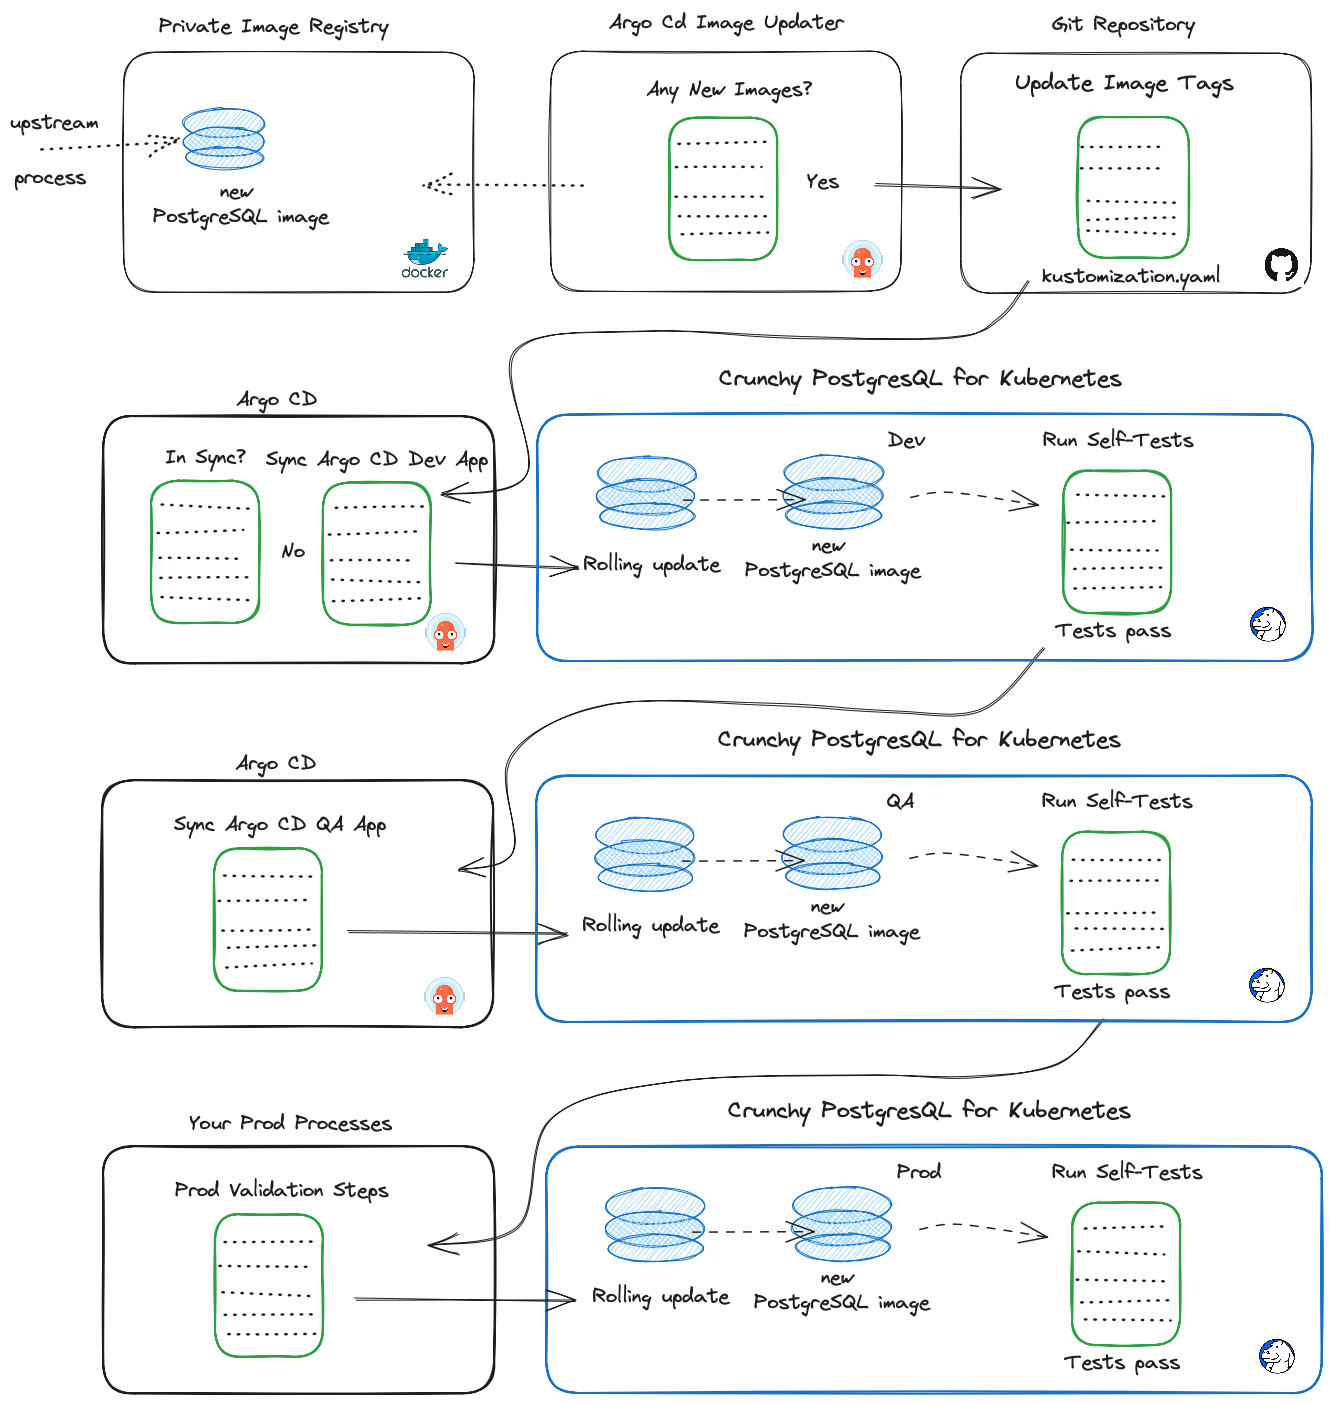 Private Image Registry
Argo Cd Image Updater
Git Repository
upstream
process
new
PostgreSQL image
docker
Any New Images?
Yes
Update Image Tags
kustomization.yaml
Argo CD
In Sync?
Sync Argo CD Dev App
No
Crunchy PostgresQL for Kubernetes
Dev
Run Self-Tests
Rolling update
new
PostgreSQL image
Tests pass
Argo CD
Sync Argo CD QA App
Crunchy PostgresQL for Kubernetes
QA
Run Self-Tests
Rolling update
new
PostgreSQL image
Tests pass
Your Prod Processes
Prod Validation Steps
Crunchy PostgresQL for Kubernetes
Prod
Run Self-Tests
Rolling update
new
PostgreSQL image
Tests pass